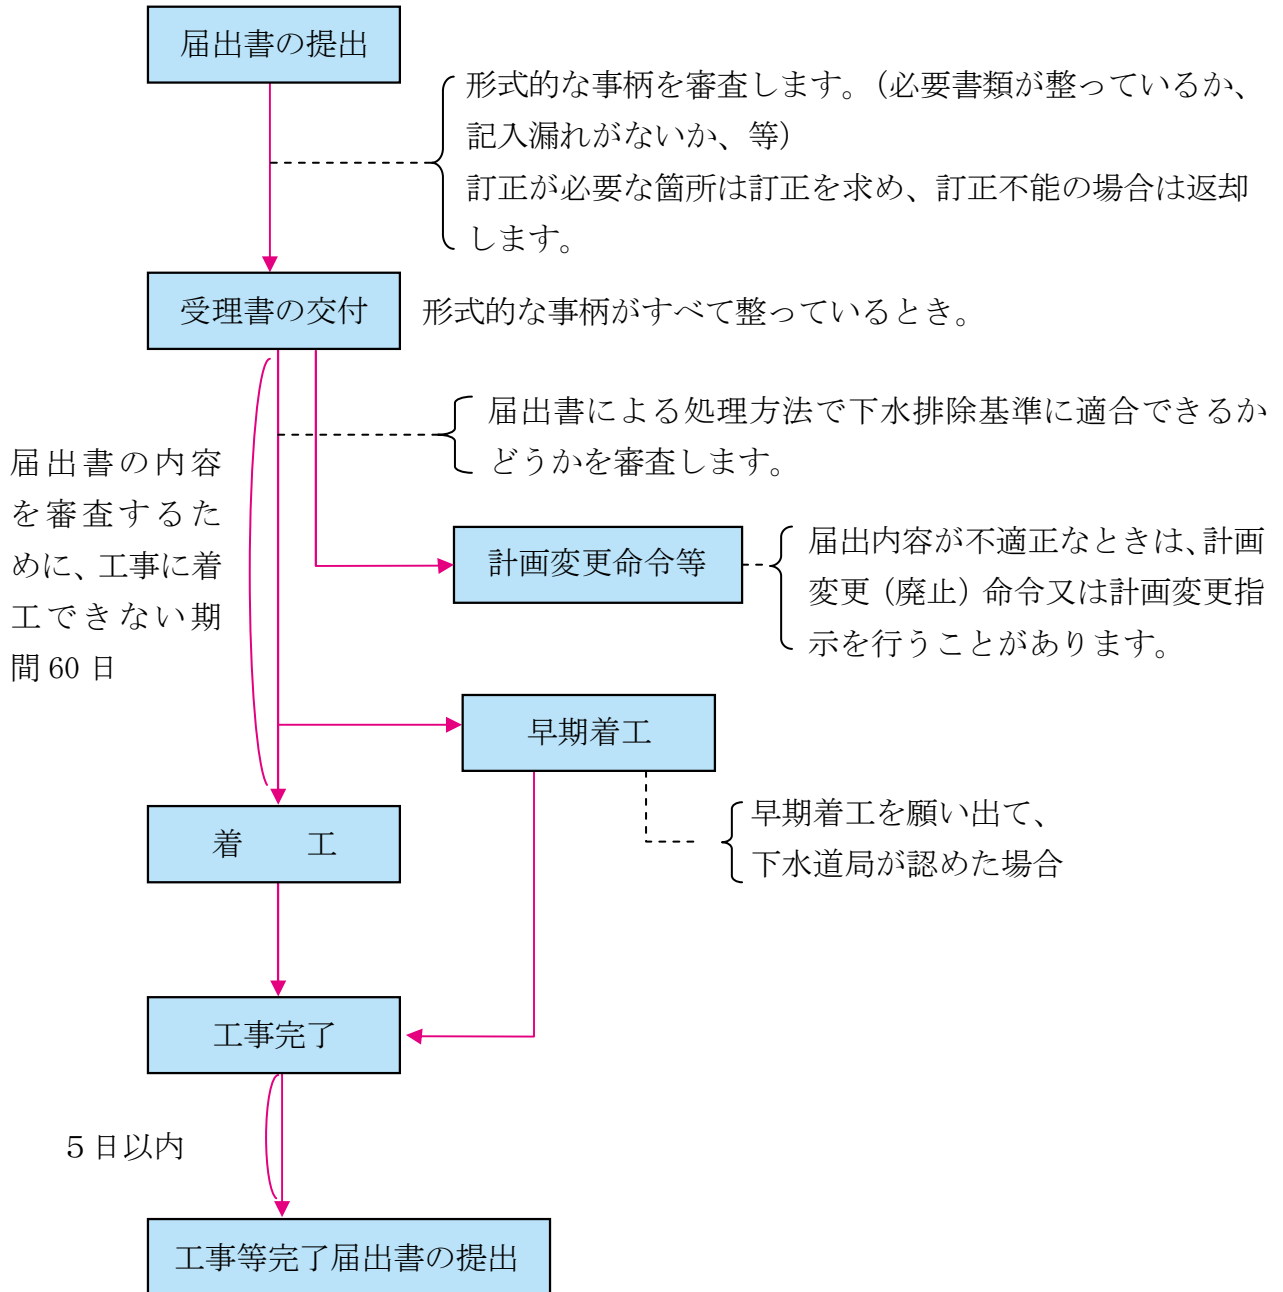 届出書の提出
形式的な事柄を審査します。（必要書類が整っているか、
記入漏れがないか、等）
訂正が必要な箇所は訂正を求め、訂正不能の場合は返却
します。
受理書の交付
形式的な事柄がすべて整っているとき。
届出書による処理方法で下水排除基準に適合できるか
どうかを審査します。
届出書の内容
を審査するた
めに、工事に着
工できない期
間 60 日
計画変更命令等
届出内容が不適正なときは、計画
変更（廃止）命令又は計画変更指
示を行うことがあります。
早期着工
早期着工を願い出て、
下水道局が認めた場合
着　　工
工事完了
５日以内
工事等完了届出書の提出